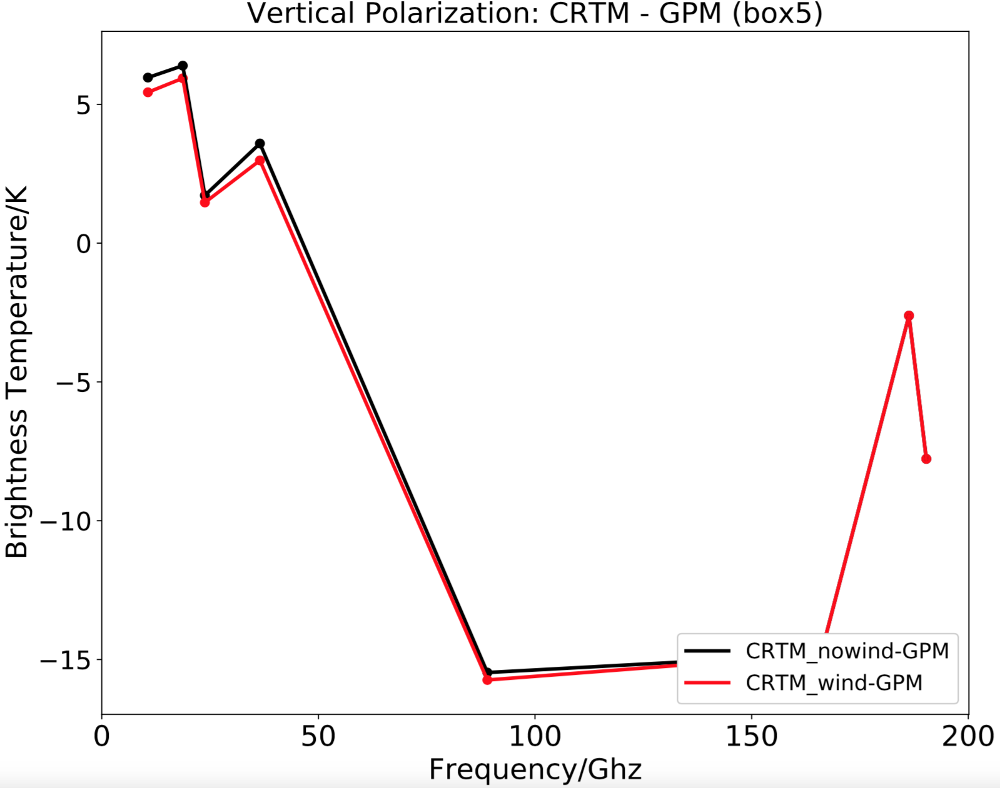 Vertical Polarization: CRTM - GPM (box5)
Brightness Temperature/K
5
0
−5
−10
−15
CRTM_nowind-GPM
CRTM_wind-GPM
0 50 100 150 200
Frequency/Ghz